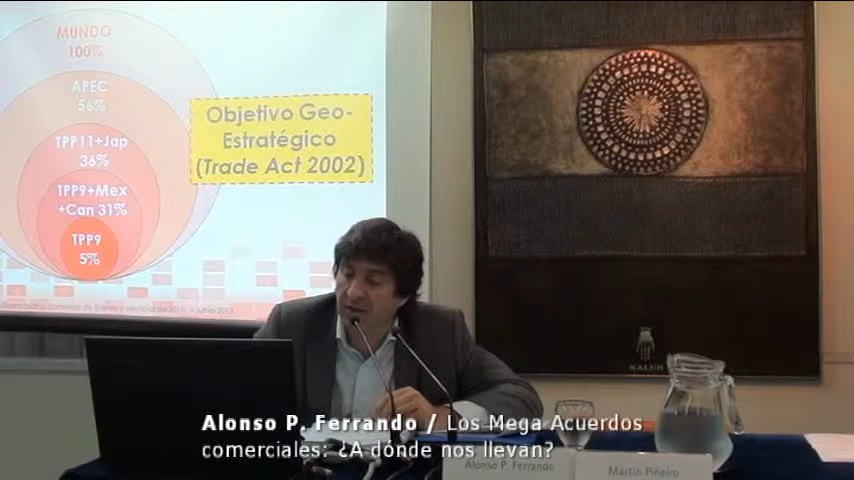 MUNDO
100%
APEC
56%
TPP11+Jap
36%
TPP9+Mex
+Can 31%
TPP9
5%
Objetivo Geo-
Estratégico
(Trade Act 2002)
NALUB
Alonso P. Ferrando / Los Mega Acuerdos
comerciales: ¿A dónde nos llevan?
Alonso P. Ferrando
Martín Piñeiro